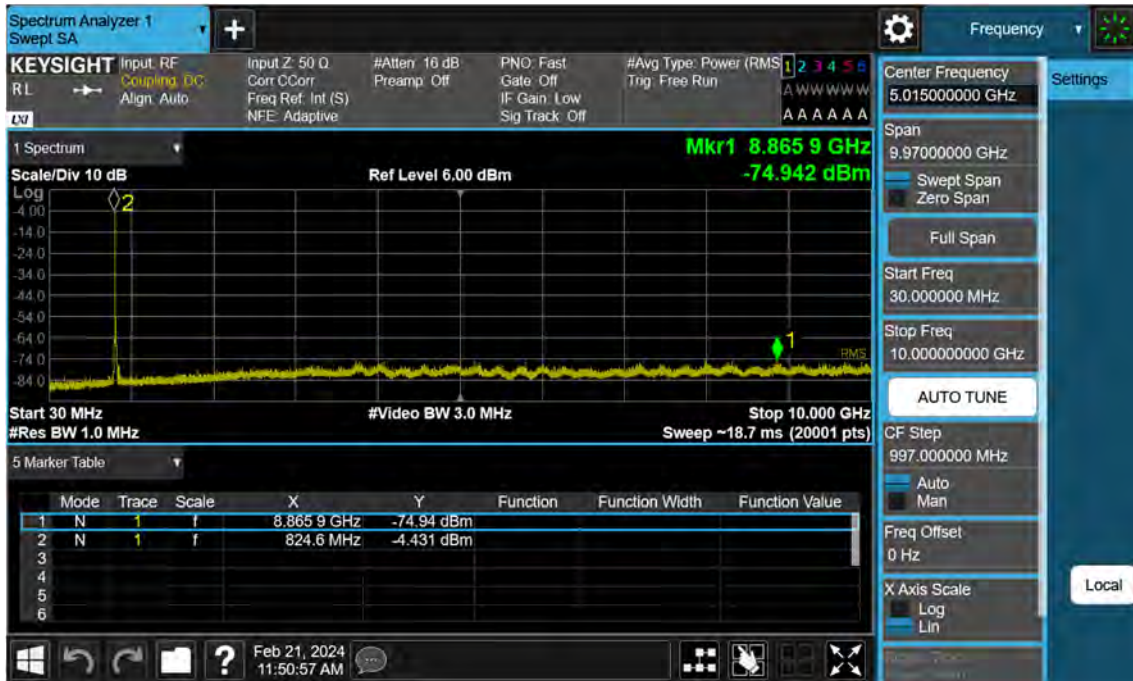 Spectrum Analyzer 1
Swept SA
+
Frequency
KEYSIGHT
RL
LXI
Input: RF
Coupling: DC
Align: Auto
Input Z: 50 Ω
Corr CCorr
Freq Ref: Int (S)
NFE: Adaptive
#Atten: 16 dB
Preamp: Off
PNO: Fast
Gate: Off
IF Gain: Low
Sig Track: Off
#Avg Type: Power (RMS
Trig: Free Run
1 2 3 4 5 6
A W W W W W
A A A A A A
1 Spectrum
Scale/Div 10 dB
Ref Level 6.00 dBm
Mkr1 8.865 9 GHz
-74.942 dBm
Log
2
-4.00
-14.0
-24.0
-34.0
-44.0
-54.0
-64.0
1
-74.0
RMS
-84.0
Start 30 MHz
#Video BW 3.0 MHz
Stop 10.000 GHz
#Res BW 1.0 MHz
Sweep ~18.7 ms (20001 pts)
5 Marker Table
Mode Trace Scale X Y Function Function Width Function Value
1 N 1 f 8.865 9 GHz -74.94 dBm
2 N 1 f 824.6 MHz -4.431 dBm
3
4
5
6
Feb 21, 2024
11:50:57 AM
?
Center Frequency
5.015000000 GHz
Settings
Span
9.97000000 GHz
Swept Span
Zero Span
Full Span
Start Freq
30.000000 MHz
Stop Freq
10.000000000 GHz
AUTO TUNE
CF Step
997.000000 MHz
Auto
Man
Freq Offset
0 Hz
X Axis Scale
Log
Lin
Local